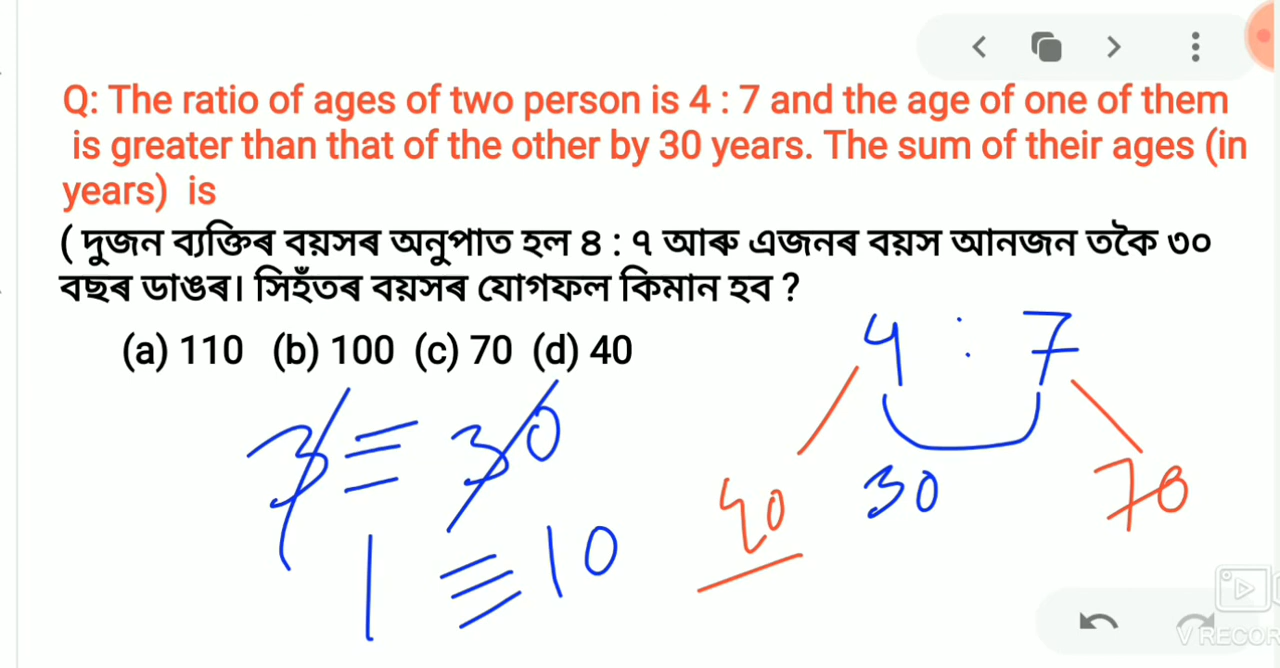 Q: The ratio of ages of two person is 4 : 7 and the age of one of them
is greater than that of the other by 30 years. The sum of their ages (in
years) is
( দুজন ব্যক্তিৰ বয়সৰ অনুপাত হল ৪ : ৭ আৰু এজনৰ বয়স আনজন তকৈ ৩০
বছৰ ডাঙৰ। সিহঁতৰ বয়সৰ যোগফল কিমান হব ?
(a) 110 (b) 100 (c) 70 (d) 40
4 : 7
3 ≡ 30
40 30 70
1 ≡ 10
V RECOR